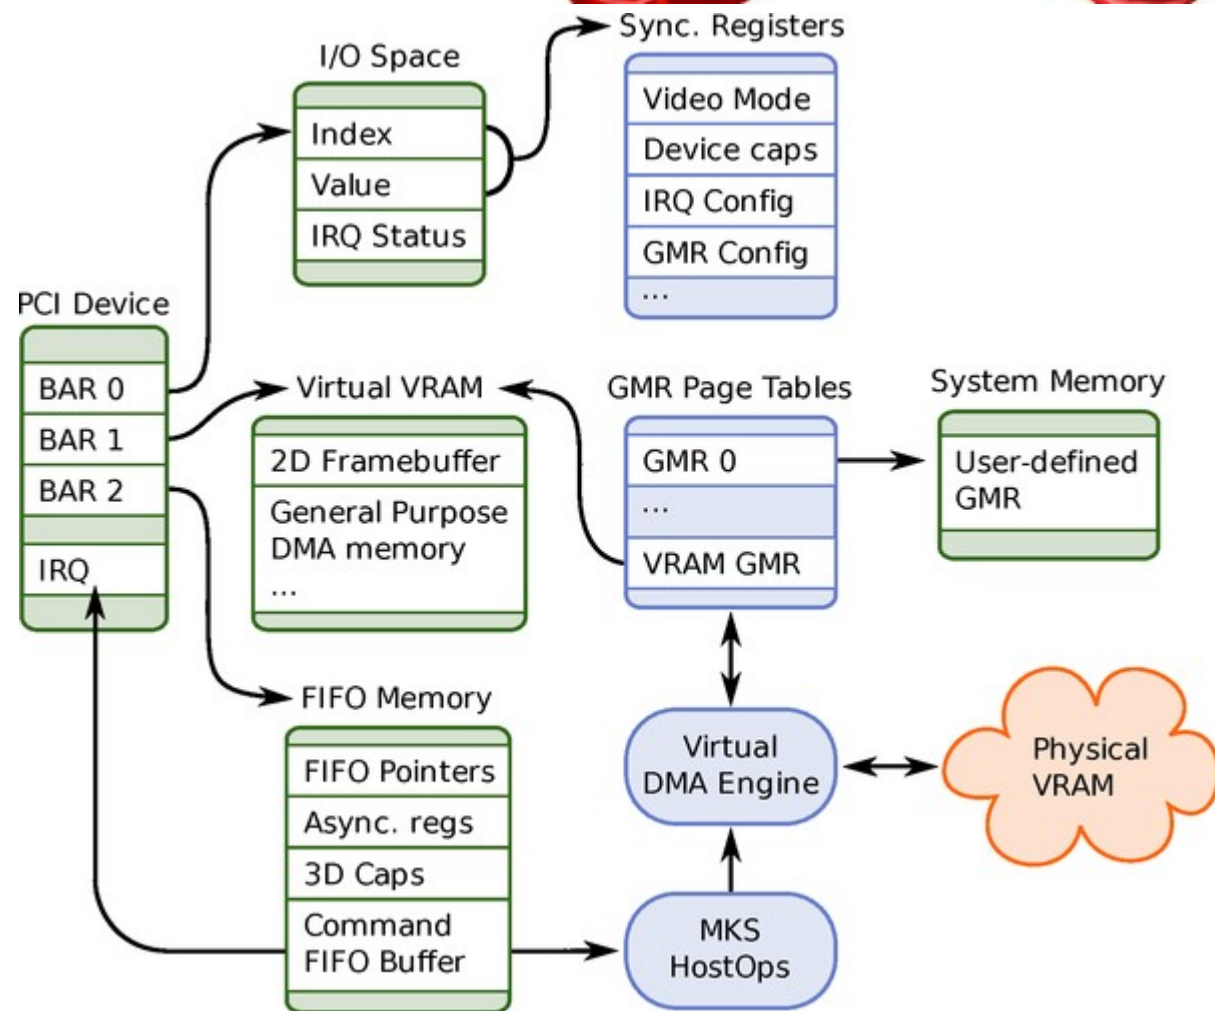 Sync. Registers
Video Mode
Device caps
IRQ Config
GMR Config
...
I/O Space
Index
Value
IRQ Status
PCI Device
BAR 0
BAR 1
BAR 2
IRQ
Virtual VRAM
2D Framebuffer
General Purpose
DMA memory
...
GMR Page Tables
GMR 0
...
VRAM GMR
System Memory
User-defined
GMR
FIFO Memory
FIFO Pointers
Async. regs
3D Caps
Command
FIFO Buffer
Virtual
DMA Engine
Physical
VRAM
MKS
HostOps